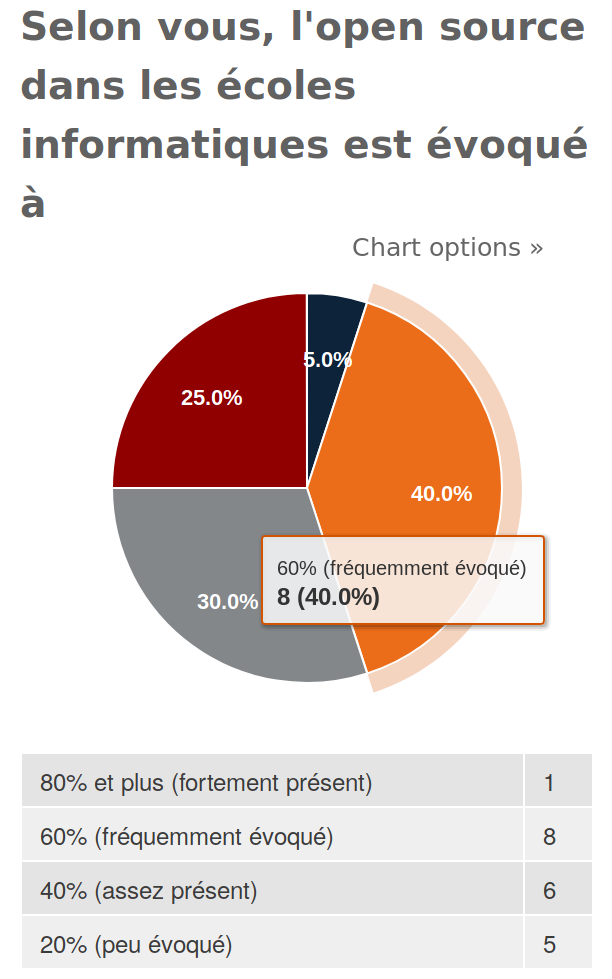 Selon vous, l'open source
dans les écoles
informatiques est évoqué
à
Chart options »
5.0%
25.0%
40.0%
60% (fréquemment évoqué)
8 (40.0%)
30.0%
80% et plus (fortement présent) 1
60% (fréquemment évoqué) 8
40% (assez présent) 6
20% (peu évoqué) 5